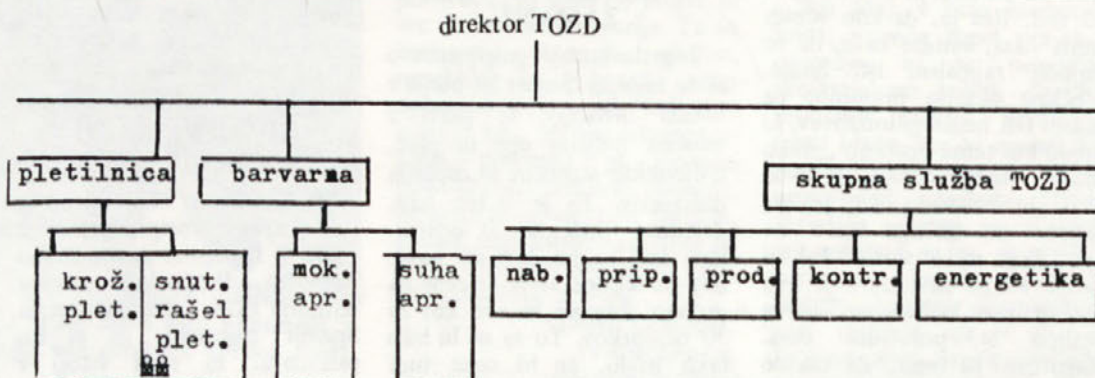 direktor TOZD
pletilnica
barvarna
skupna služba TOZD
krož.
plet.
snut.
rašel
plet.
mok.
apr.
suha
apr.
nab.
prip.
prod.
kontr.
energetika